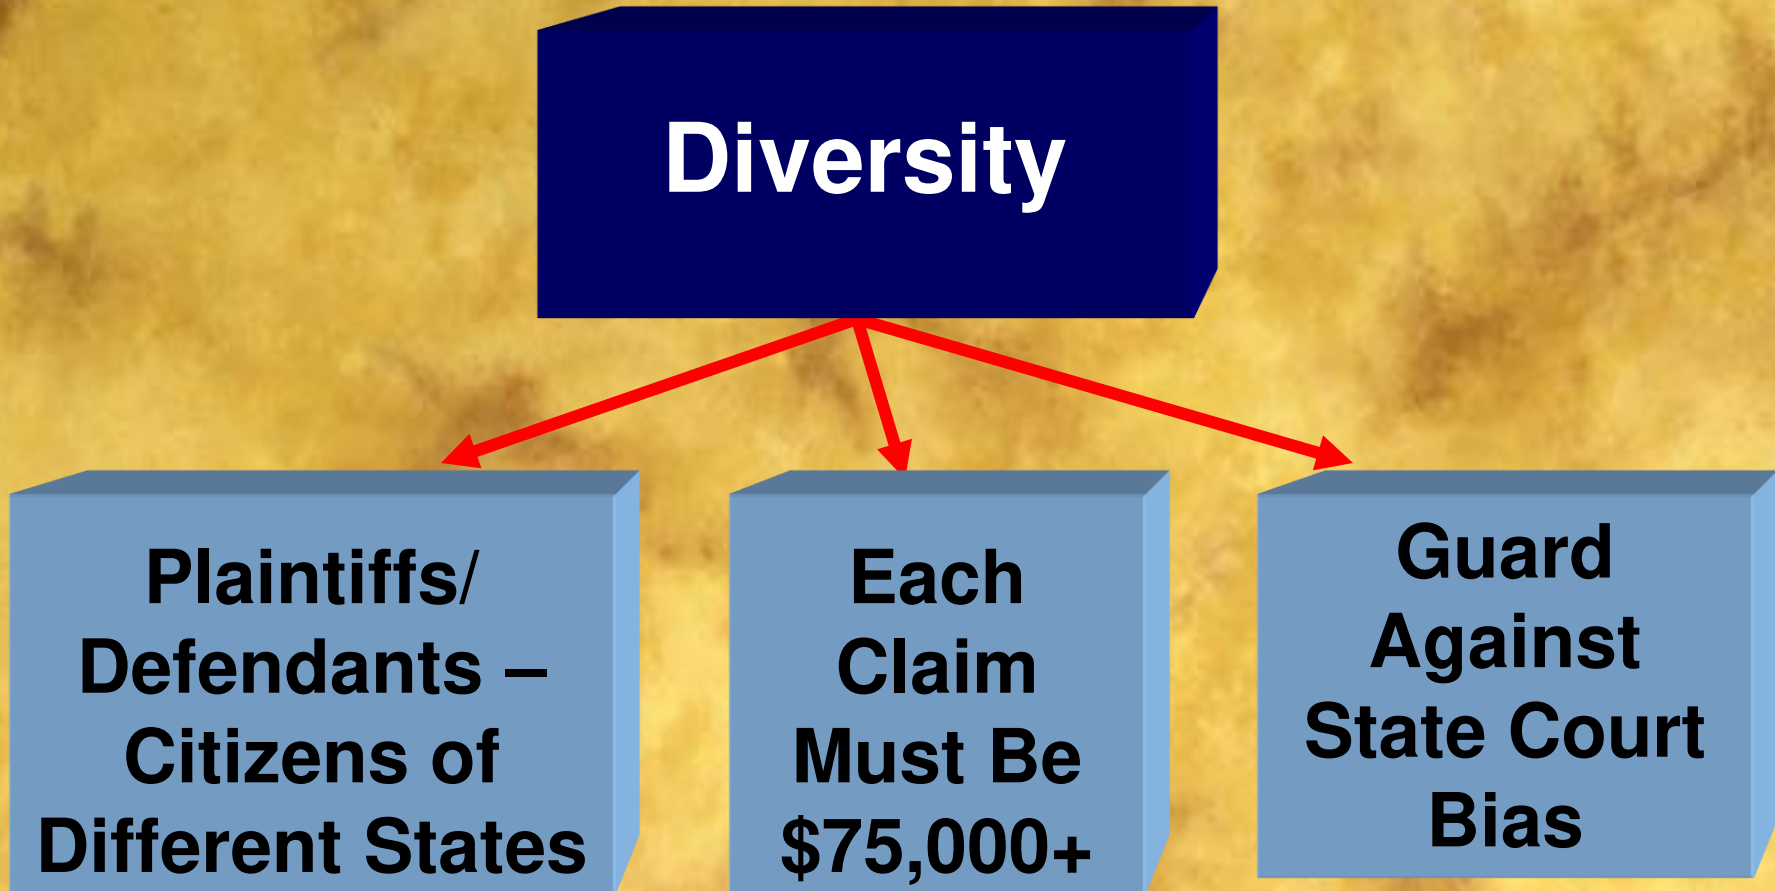 Diversity
Plaintiffs/
Defendants –
Citizens of
Different States
Each
Claim
Must Be
$75,000+
Guard
Against
State Court
Bias